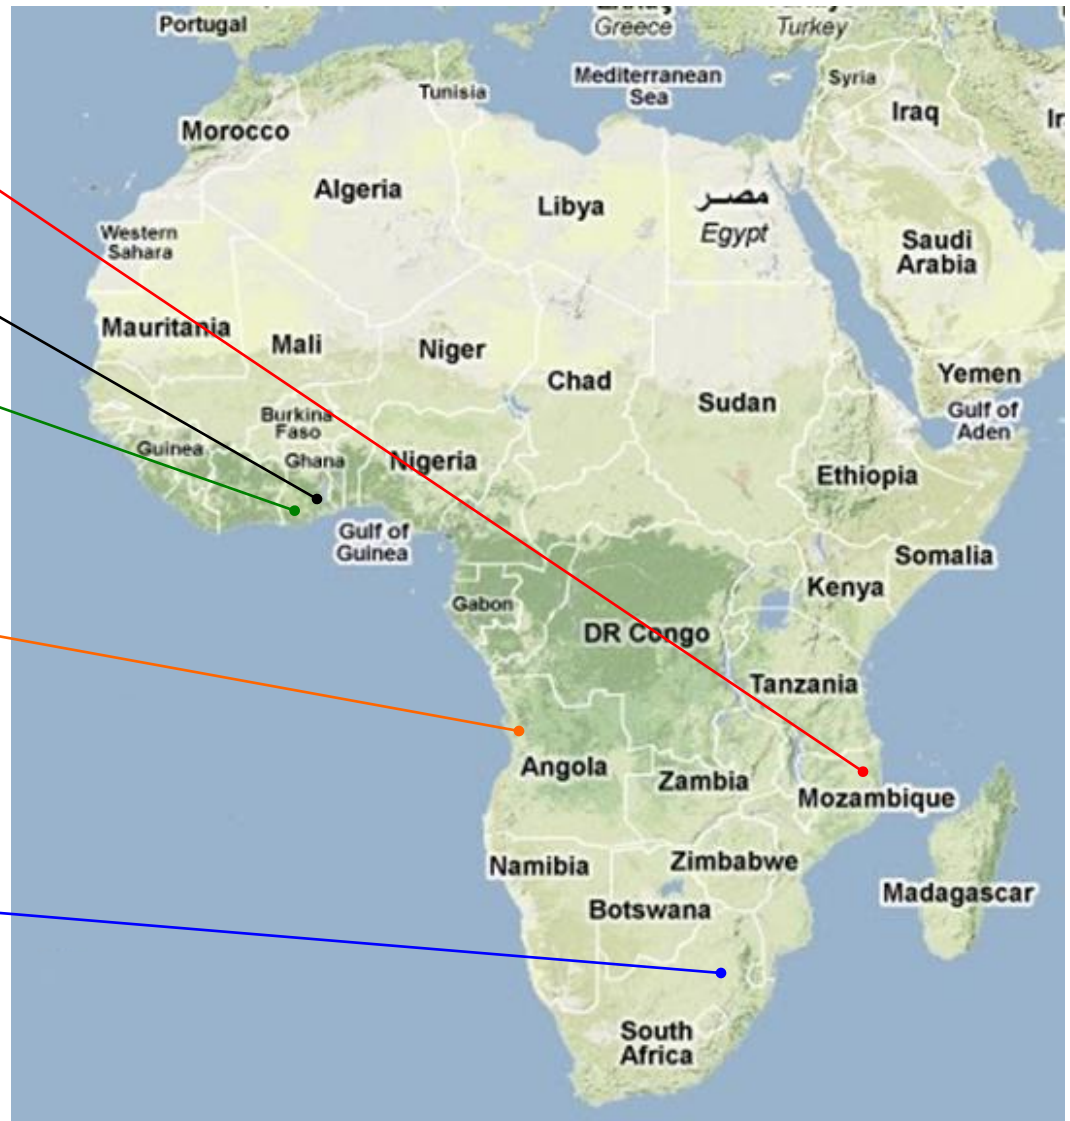 Portugal
Greece
Turkey
Mediterranean
Sea
Syria
Iraq
Tunisia
Morocco
Algeria
Libya
مصر
Egypt
Western
Sahara
Saudi
Arabia
Mauritania
Mali
Niger
Chad
Sudan
Yemen
Gulf of
Aden
Burkina
Faso
Guinea
Ghana
Nigeria
Ethiopia
Gulf of
Guinea
Somalia
Kenya
Gabon
DR Congo
Tanzania
Angola
Zambia
Mozambique
Namibia
Zimbabwe
Botswana
Madagascar
South
Africa